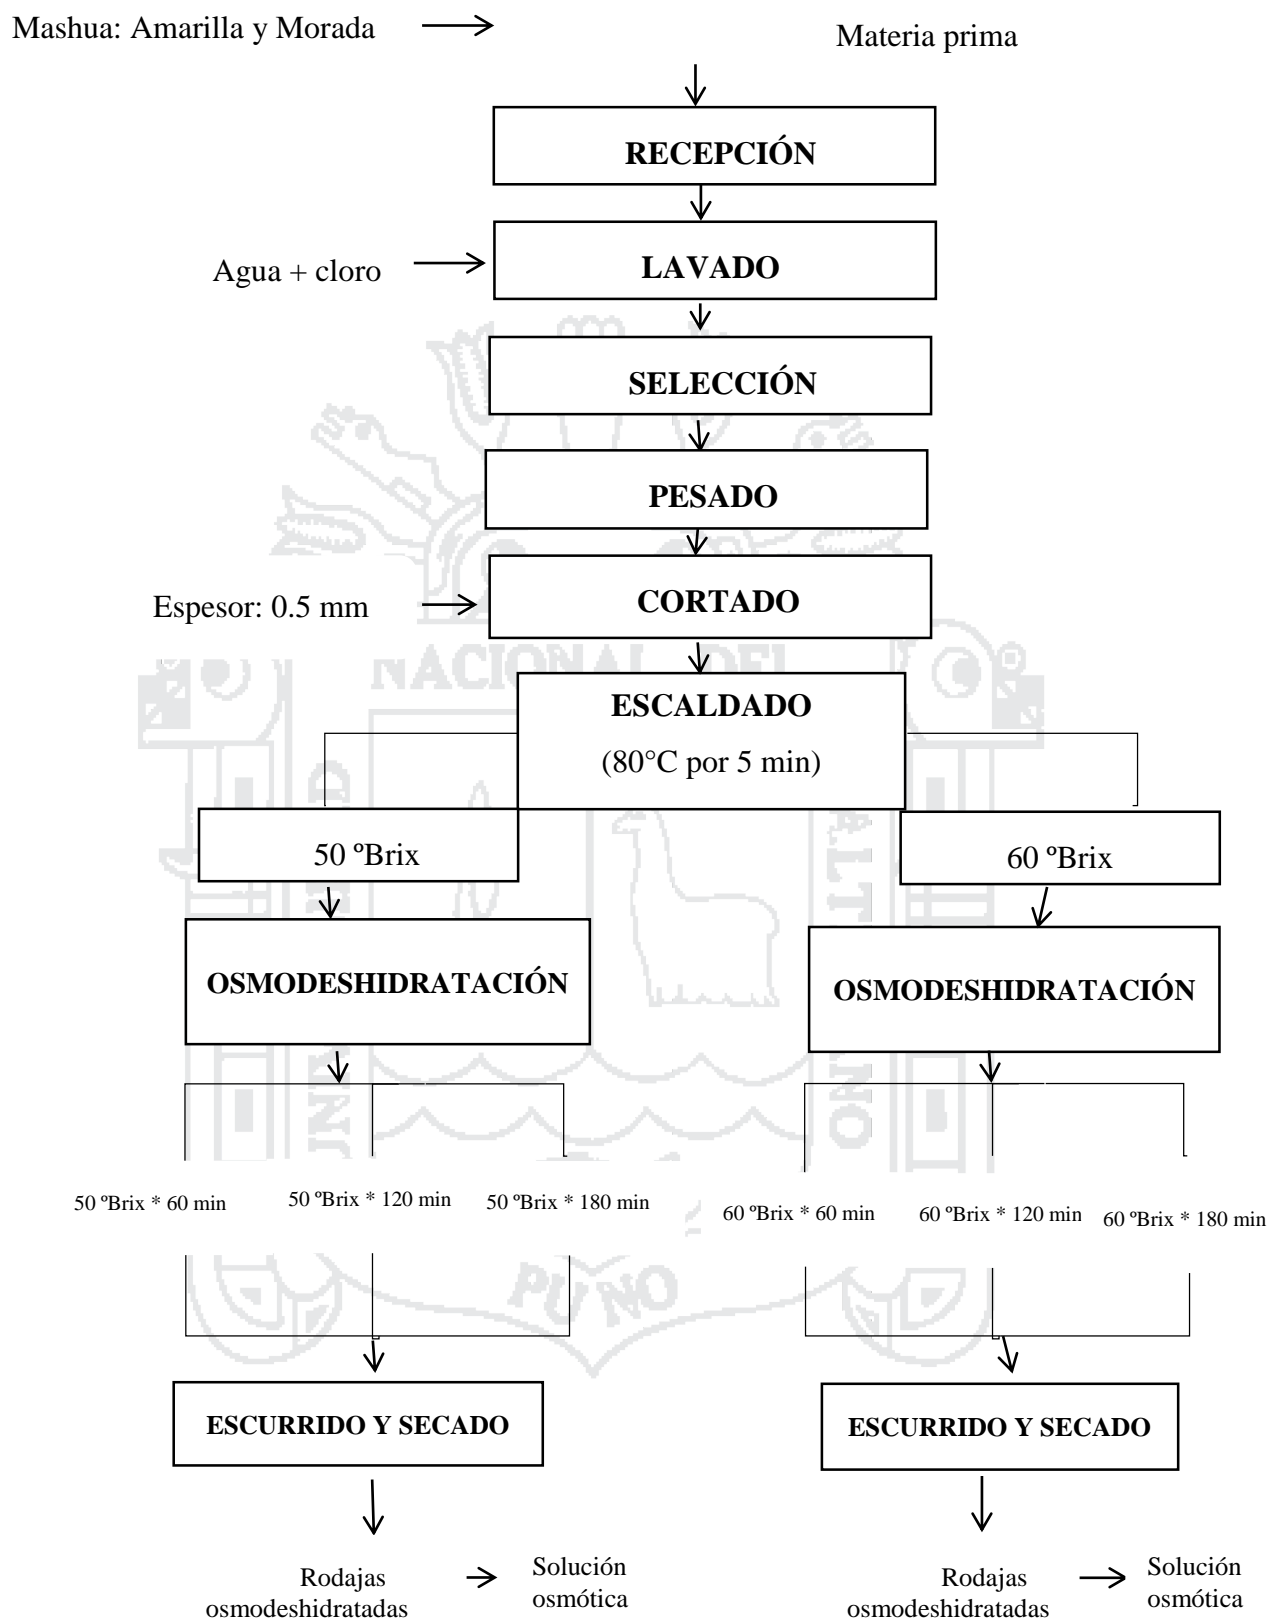 Mashua: Amarilla y Morada
Materia prima
RECEPCIÓN
Agua + cloro
LAVADO
SELECCIÓN
PESADO
Espesor: 0.5 mm
CORTADO
NACIONAL DEL
ESCALDADO
(80°C por 5 min)
50 ºBrix
60 ºBrix
OSMODESHIDRATACIÓN
OSMODESHIDRATACIÓN
50 ºBrix * 60 min
50 ºBrix * 120 min
50 ºBrix * 180 min
60 ºBrix * 60 min
60 ºBrix * 120 min
60 ºBrix * 180 min
PUNO
ESCURRIDO Y SECADO
ESCURRIDO Y SECADO
Rodajas
osmodeshidratadas
Solución
osmótica
Rodajas
osmodeshidratadas
Solución
osmótica